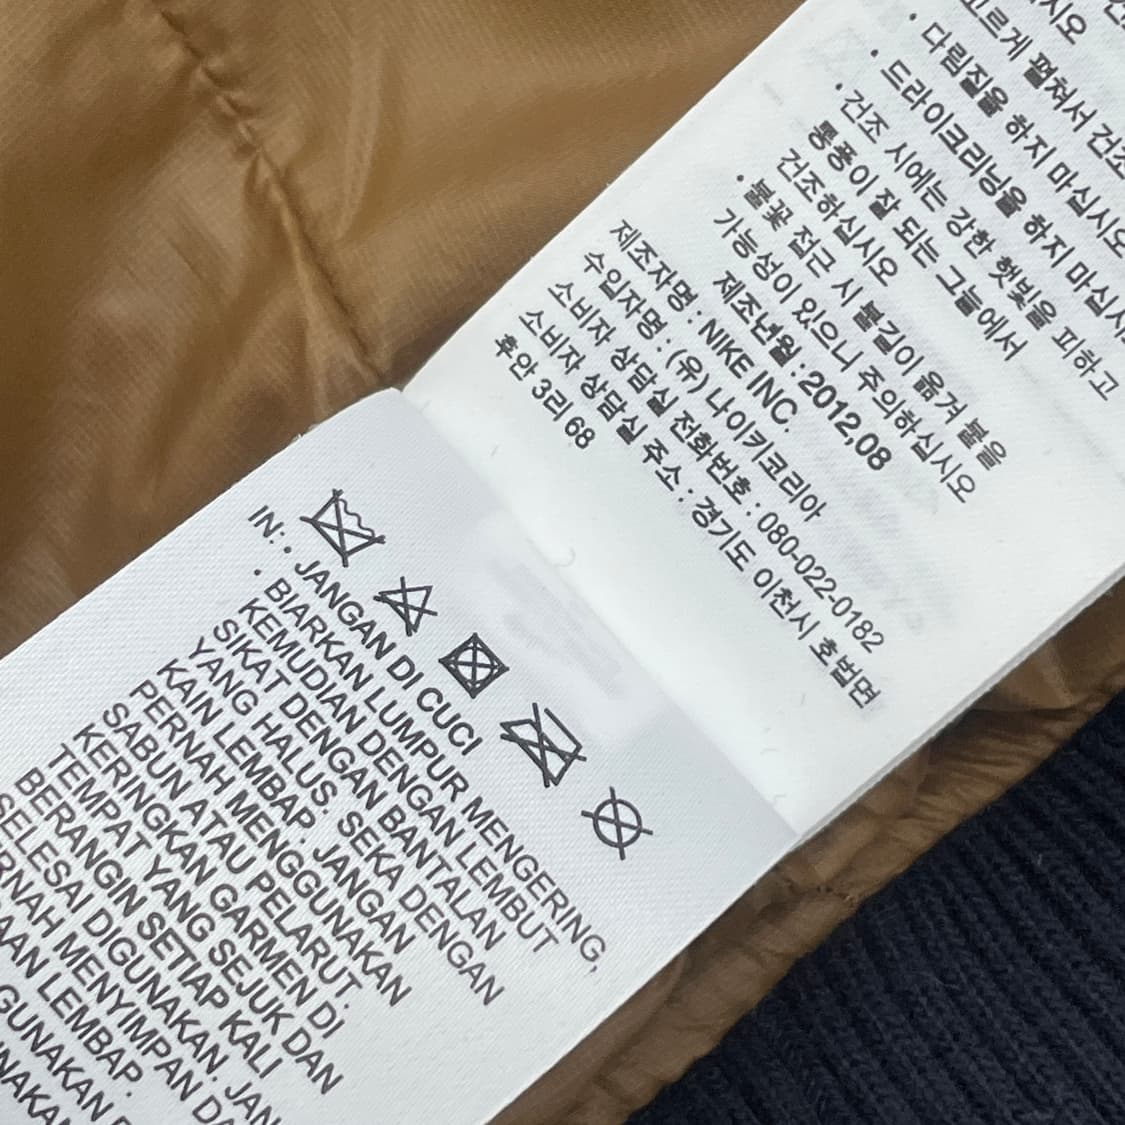 시오
고르게 펼쳐서 건조
• 다림질을 하지 마십시오
• 드라이크리닝을 하지 마십시
• 건조 시에는 강한 햇빛을 피하고
통풍이 잘 되는 그늘에서
건조하십시오
• 불꽃 접근 시 불길이 옮겨 붙을
가능성이 있으니 주의하십시오
제조년월 : 2012,08
제조자명 : NIKE INC.
수입자명 : (유) 나이키코리아
소비자 상담실 전화번호 : 080-022-0182
소비자 상담실 주소 : 경기도 이천시 호법면
후안 3리 68
IN: • JANGAN DI CUCI
• BIARKAN LUMPUR MENGERING,
KEMUDIAN DENGAN LEMBUT
SIKAT DENGAN BANTALAN
YANG HALUS. SEKA DENGAN
KAIN LEMBAP. JANGAN
PERNAH MENGGUNAKAN
SABUN ATAU PELARUT.
KERINGKAN GARMEN DI
TEMPAT YANG SEJUK DAN
BERANGIN SETIAP KALI
SELESAI DIGUNAKAN. JAN
RNAH MENYIMPAN DA
AAN LEMBAP.
GUNAKAN